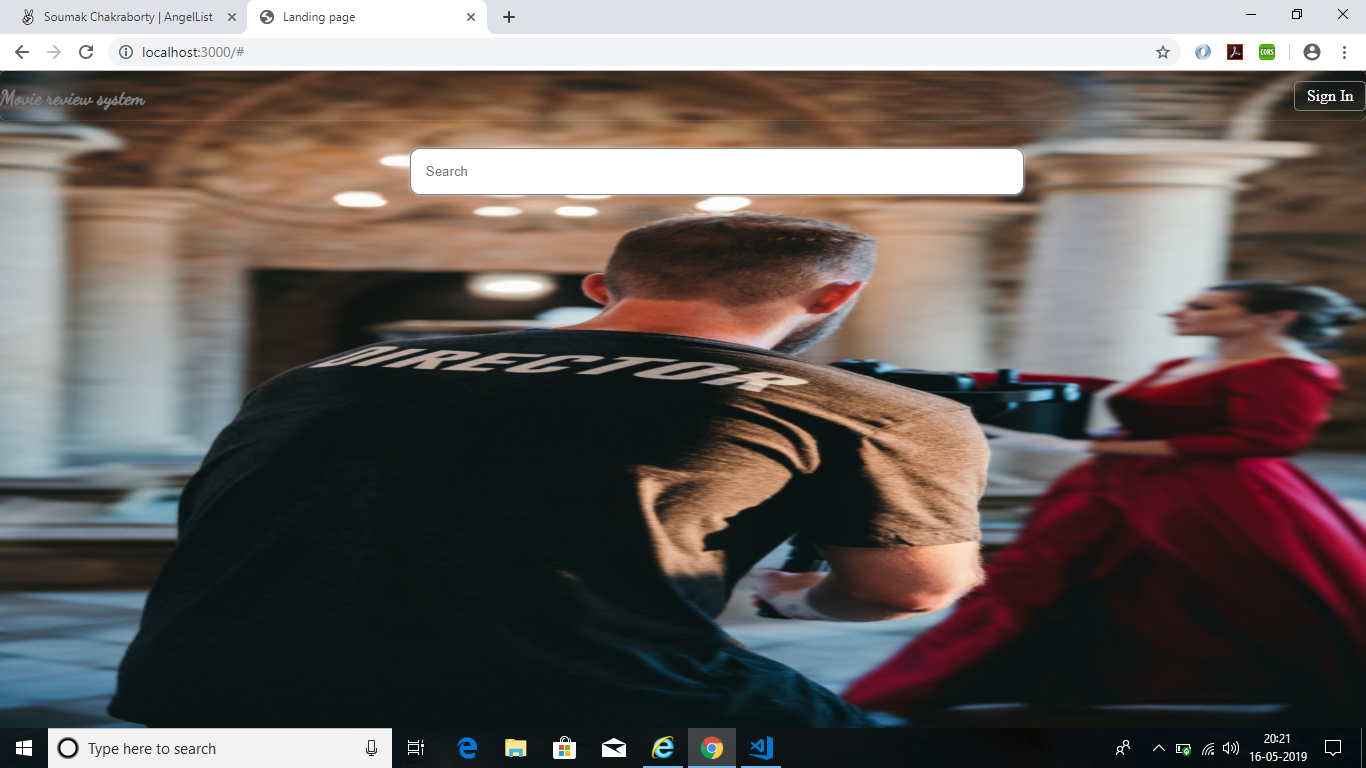 Soumak Chakraborty | AngelList
Landing page
localhost:3000/#
CORS
Movie review system
Sign In
Search
DIRECTOR
Type here to search
20:21
16-05-2019